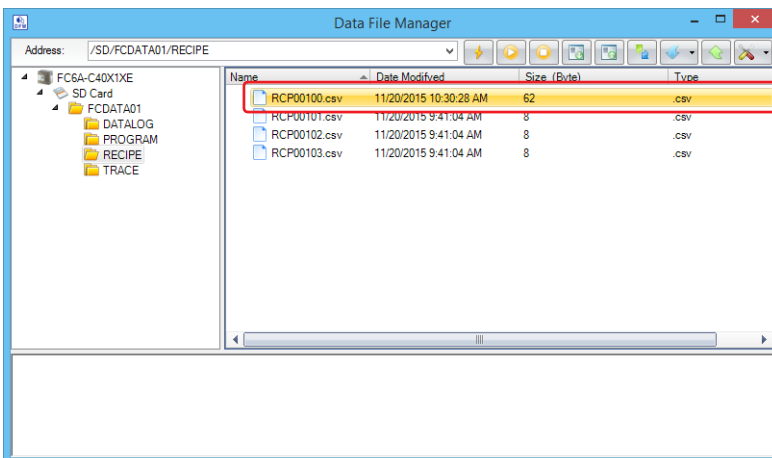 DFM
Data File Manager
Address: /SD/FCDATA01/RECIPE
FC6A-C40X1XE
SD Card
FCDATA01
DATALOG
PROGRAM
RECIPE
TRACE
Name Date Modifved Size (Byte) Type
RCP00100.csv 11/20/2015 10:30:28 AM 62 .csv
RCP00101.csv 11/20/2015 9:41:04 AM 8 .csv
RCP00102.csv 11/20/2015 9:41:04 AM 8 .csv
RCP00103.csv 11/20/2015 9:41:04 AM 8 .csv